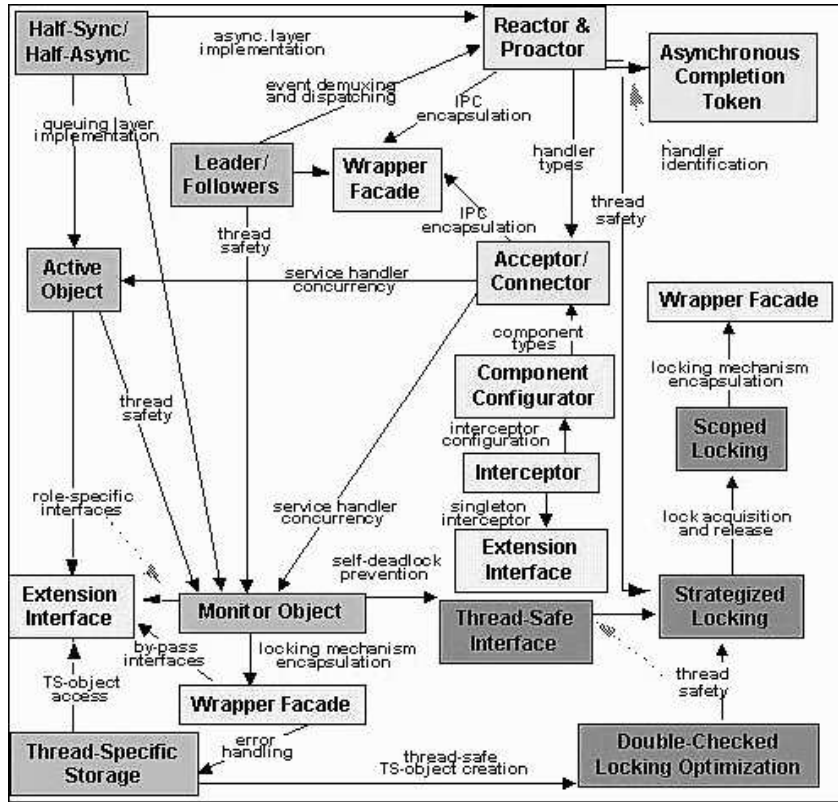 Half-Sync/
Half-Async
async. layer
implementation
Reactor &
Proactor
Asynchronous
Completion
Token
event demuxing
and dispatching
IPC
encapsulation
queuing layer
implementation
handler
types
handler
identification
Leader/
Followers
Wrapper
Facade
thread
safety
IPC
encapsulation
thread
safety
Active
Object
service handler
concurrency
Acceptor/
Connector
Wrapper Facade
component
types
locking mechanism
encapsulation
Component
Configurator
thread
safety
interceptor
configuration
Scoped
Locking
Interceptor
role-specific
interfaces
service handler
concurrency
singleton
interceptor
lock acquisition
and release
Extension
Interface
self-deadlock
prevention
Extension
Interface
Monitor Object
Thread-Safe
Interface
Strategized
Locking
by-pass
interfaces
locking mechanism
encapsulation
TS-object
access
thread
safety
Wrapper Facade
error
handling
Thread-Specific
Storage
thread-safe
TS-object creation
Double-Checked
Locking Optimization